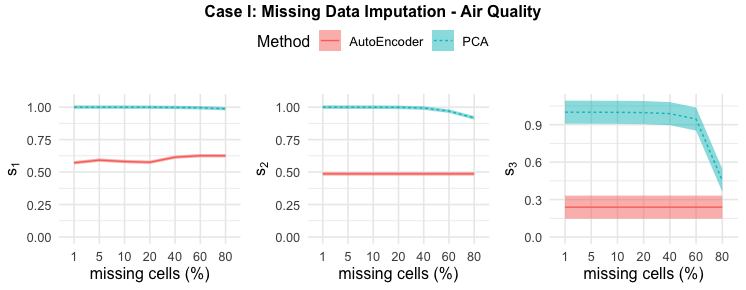 Case I: Missing Data Imputation - Air Quality
Method AutoEncoder PCA
s1
1.00
0.75
0.50
0.25
0.00
1 5 10 20 40 60 80
missing cells (%)
s2
1.00
0.75
0.50
0.25
0.00
1 5 10 20 40 60 80
missing cells (%)
s3
0.9
0.6
0.3
0.0
1 5 10 20 40 60 80
missing cells (%)